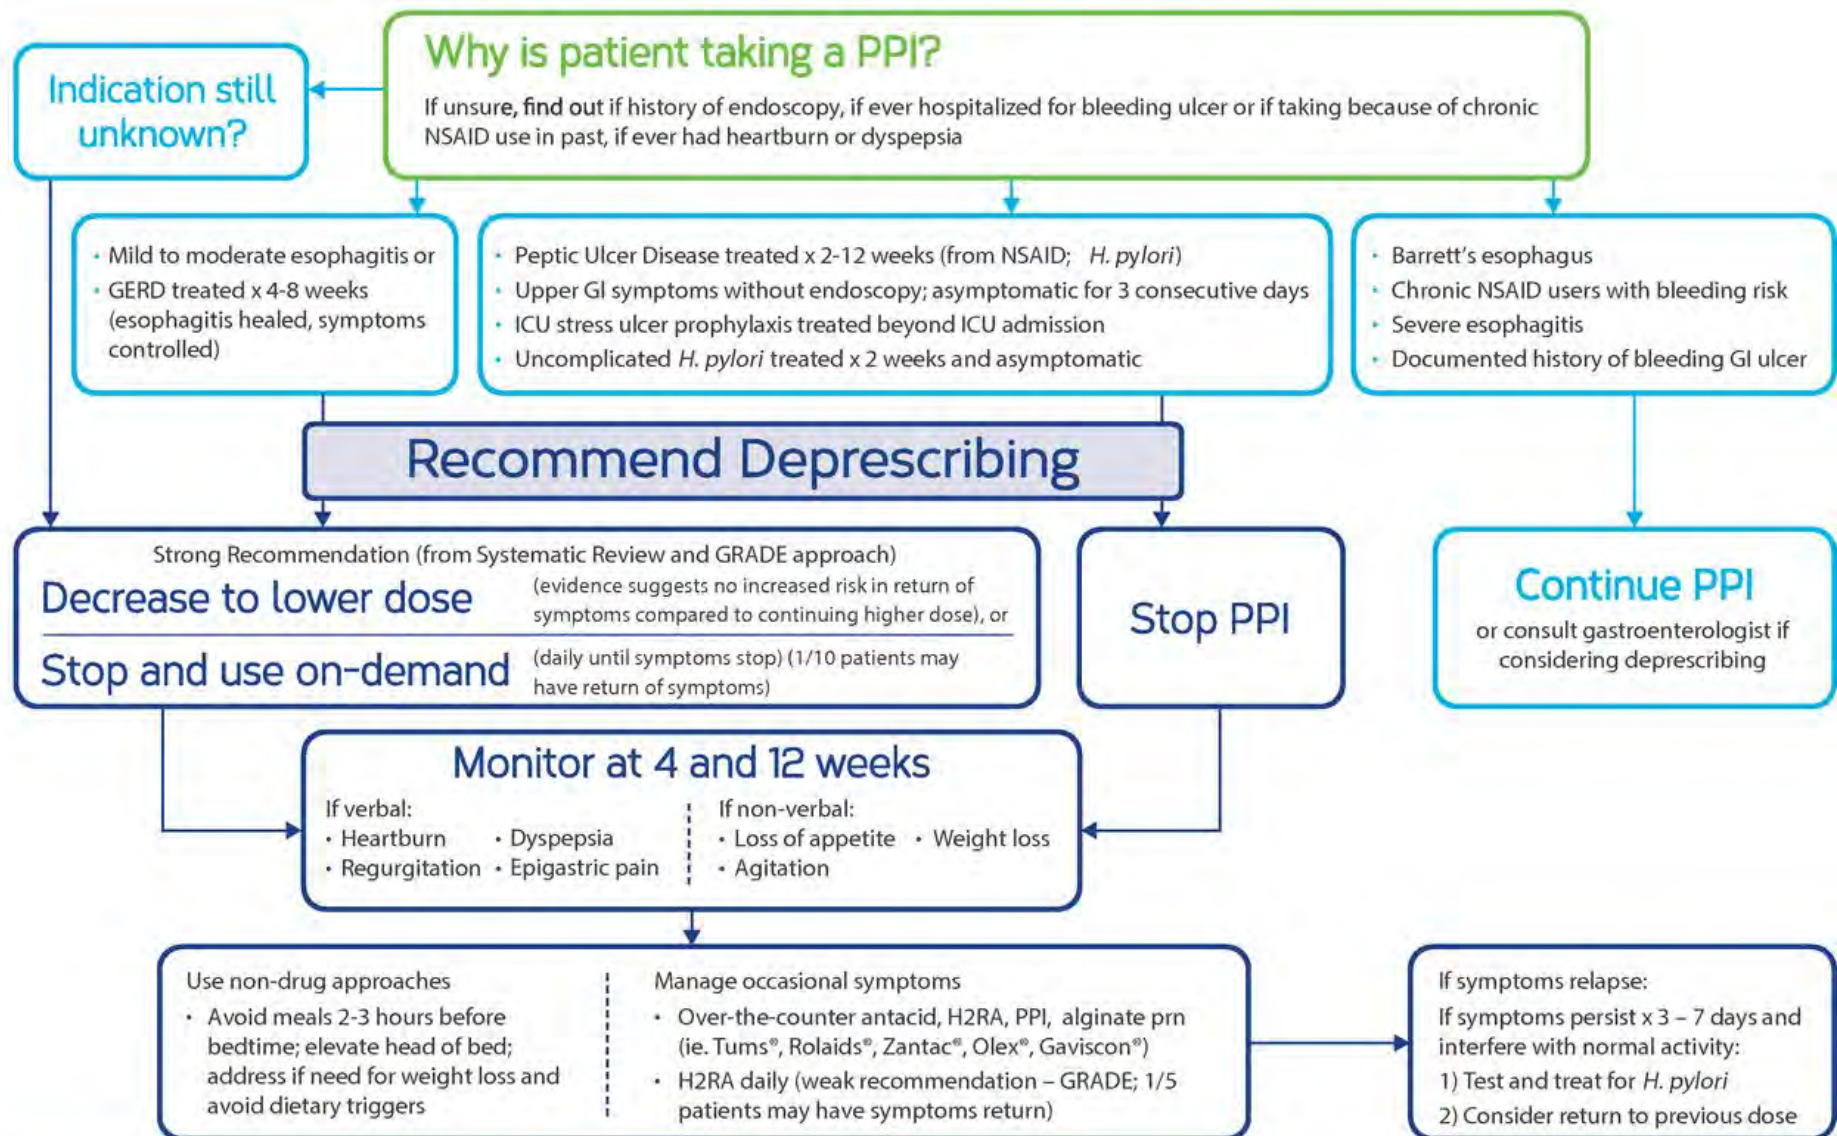 Why is patient taking a PPI?
If unsure, find out if history of endoscopy, if ever hospitalized for bleeding ulcer or if taking because of chronic
NSAID use in past, if ever had heartburn or dyspepsia
Indication still
unknown?
• Mild to moderate esophagitis or
• GERD treated x 4-8 weeks
(esophagitis healed, symptoms
controlled)
• Peptic Ulcer Disease treated x 2-12 weeks (from NSAID; H. pylori)
• Upper GI symptoms without endoscopy; asymptomatic for 3 consecutive days
• ICU stress ulcer prophylaxis treated beyond ICU admission
• Uncomplicated H. pylori treated x 2 weeks and asymptomatic
• Barrett's esophagus
• Chronic NSAID users with bleeding risk
• Severe esophagitis
• Documented history of bleeding GI ulcer
Recommend Deprescribing
Strong Recommendation (from Systematic Review and GRADE approach)
Decrease to lower dose
(evidence suggests no increased risk in return of
symptoms compared to continuing higher dose), or
Stop and use on-demand
(daily until symptoms stop) (1/10 patients may
have return of symptoms)
Stop PPI
Continue PPI
or consult gastroenterologist if
considering deprescribing
Monitor at 4 and 12 weeks
If verbal:
• Heartburn • Dyspepsia
• Regurgitation • Epigastric pain
If non-verbal:
• Loss of appetite • Weight loss
• Agitation
Use non-drug approaches
• Avoid meals 2-3 hours before
bedtime; elevate head of bed;
address if need for weight loss and
avoid dietary triggers
Manage occasional symptoms
• Over-the-counter antacid, H2RA, PPI, alginate prn
(ie. Tums®, Rolaids®, Zantac®, Olex®, Gaviscon®)
• H2RA daily (weak recommendation – GRADE; 1/5
patients may have symptoms return)
If symptoms relapse:
If symptoms persist x 3 – 7 days and
interfere with normal activity:
1) Test and treat for H. pylori
2) Consider return to previous dose